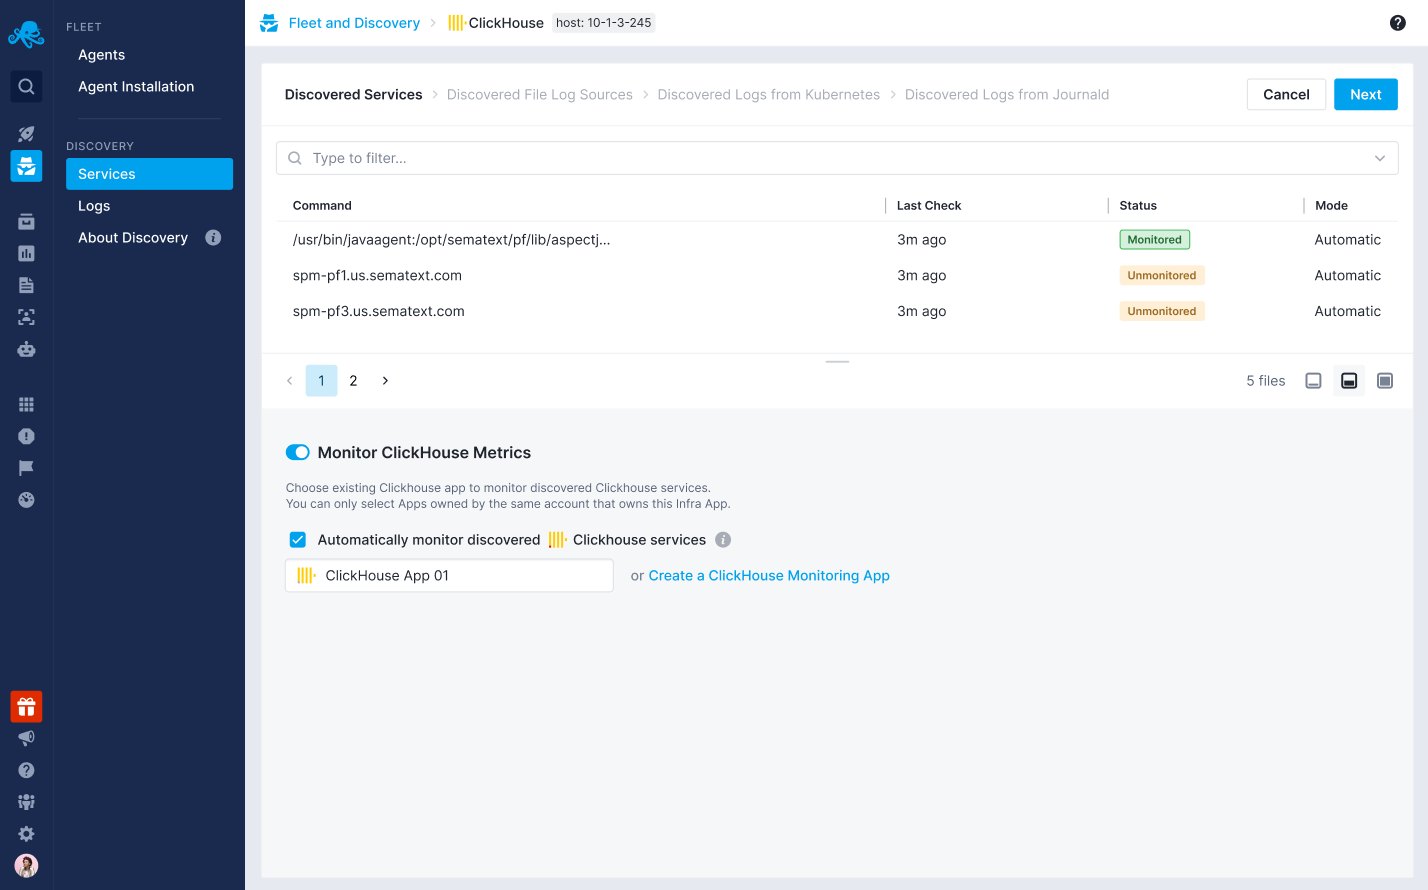 FLEET
Agents
Agent Installation
DISCOVERY
Services
Logs
About Discovery
Fleet and Discovery ClickHouse host: 10-1-3-245
Discovered Services Discovered File Log Sources Discovered Logs from Kubernetes Discovered Logs from Journald Cancel Next
Type to filter...
Command Last Check Status Mode
/usr/bin/javaagent:/opt/sematext/pf/lib/aspectj... 3m ago Monitored Automatic
spm-pf1.us.sematext.com 3m ago Unmonitored Automatic
spm-pf3.us.sematext.com 3m ago Unmonitored Automatic
1 2 5 files
Monitor ClickHouse Metrics
Choose existing Clickhouse app to monitor discovered Clickhouse services.
You can only select Apps owned by the same account that owns this Infra App.
Automatically monitor discovered Clickhouse services
ClickHouse App 01 or Create a ClickHouse Monitoring App